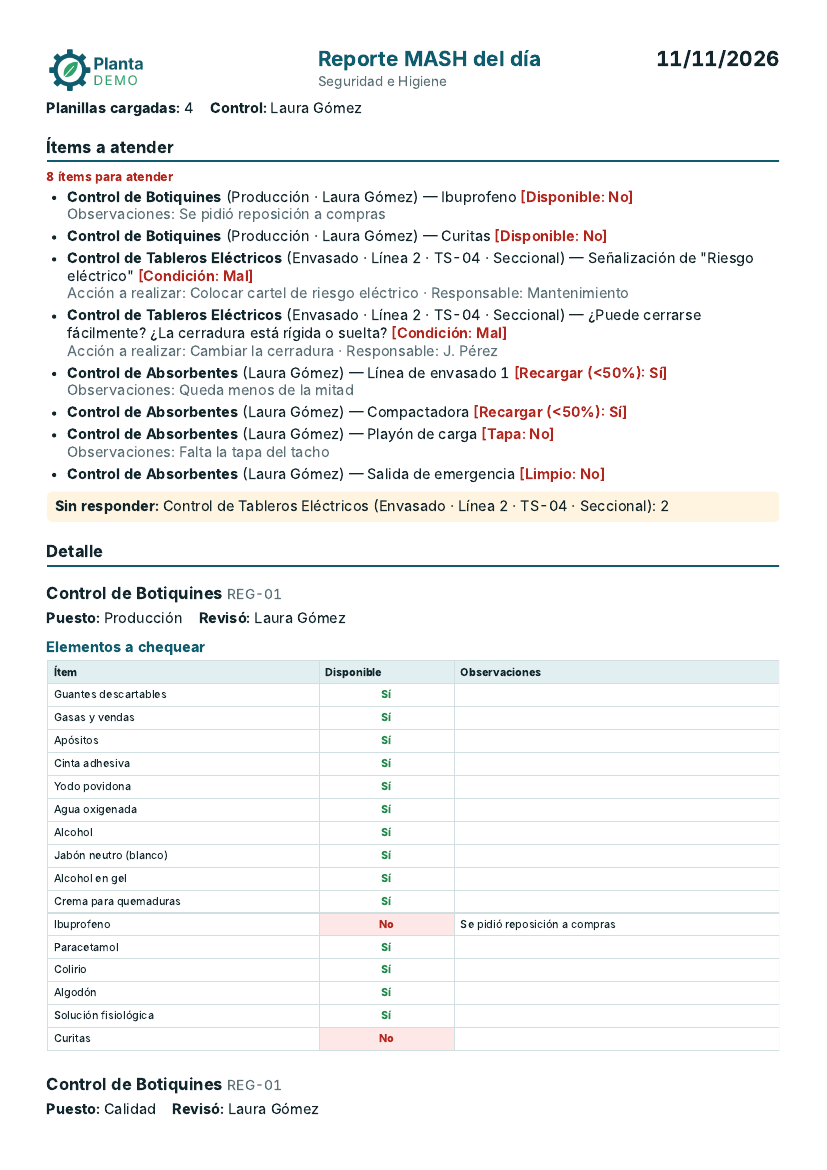 Planta
DEMO
Reporte MASH del día
Seguridad e Higiene
11/11/2026
Planillas cargadas: 4 Control: Laura Gómez
Ítems a atender
8 ítems para atender
• Control de Botiquines (Producción · Laura Gómez) — Ibuprofeno [Disponible: No]
Observaciones: Se pidió reposición a compras
• Control de Botiquines (Producción · Laura Gómez) — Curitas [Disponible: No]
• Control de Tableros Eléctricos (Envasado · Línea 2 · TS-04 · Seccional) — Señalización de "Riesgo
eléctrico" [Condición: Mal]
Acción a realizar: Colocar cartel de riesgo eléctrico · Responsable: Mantenimiento
• Control de Tableros Eléctricos (Envasado · Línea 2 · TS-04 · Seccional) — ¿Puede cerrarse
fácilmente? ¿La cerradura está rígida o suelta? [Condición: Mal]
Acción a realizar: Cambiar la cerradura · Responsable: J. Pérez
• Control de Absorbentes (Laura Gómez) — Línea de envasado 1 [Recargar (<50%): Sí]
Observaciones: Queda menos de la mitad
• Control de Absorbentes (Laura Gómez) — Compactadora [Recargar (<50%): Sí]
• Control de Absorbentes (Laura Gómez) — Playón de carga [Tapa: No]
Observaciones: Falta la tapa del tacho
• Control de Absorbentes (Laura Gómez) — Salida de emergencia [Limpio: No]
Sin responder: Control de Tableros Eléctricos (Envasado · Línea 2 · TS-04 · Seccional): 2
Detalle
Control de Botiquines REG-01
Puesto: Producción Revisó: Laura Gómez
Elementos a chequear
Ítem Disponible Observaciones
Guantes descartables Sí
Gasas y vendas Sí
Apósitos Sí
Cinta adhesiva Sí
Yodo povidona Sí
Agua oxigenada Sí
Alcohol Sí
Jabón neutro (blanco) Sí
Alcohol en gel Sí
Crema para quemaduras Sí
Ibuprofeno No Se pidió reposición a compras
Paracetamol Sí
Colirio Sí
Algodón Sí
Solución fisiológica Sí
Curitas No
Control de Botiquines REG-01
Puesto: Calidad Revisó: Laura Gómez